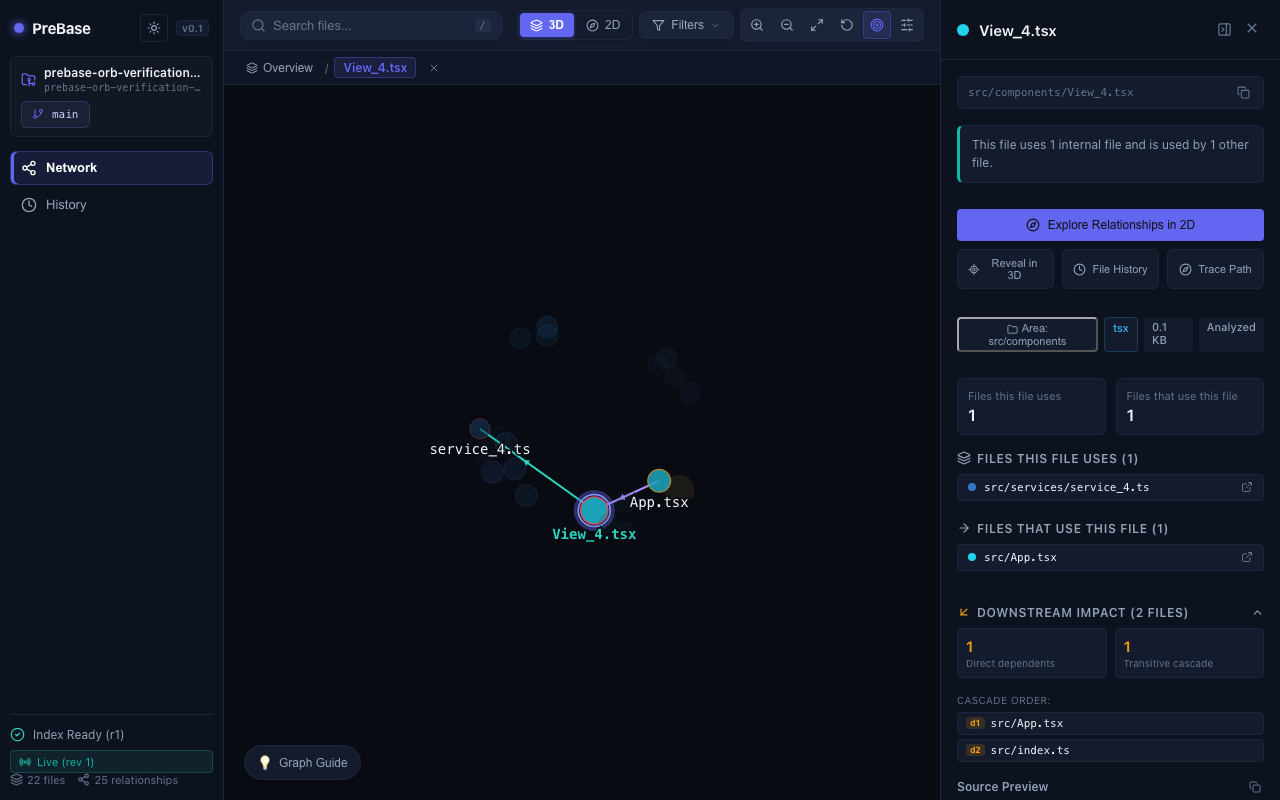 PreBase
v0.1
prebase-orb-verification...
prebase-orb-verification-...
main
Network
History
Index Ready (r1)
Live (rev 1)
22 files
25 relationships
Search files...
/
3D
2D
Filters
Overview
/
View_4.tsx
service_4.ts
App.tsx
View_4.tsx
Graph Guide
View_4.tsx
src/components/View_4.tsx
This file uses 1 internal file and is used by 1 other
file.
Explore Relationships in 2D
Reveal in
3D
File History
Trace Path
Area:
src/components
tsx
0.1
KB
Analyzed
Files this file uses
1
Files that use this file
1
FILES THIS FILE USES (1)
src/services/service_4.ts
FILES THAT USE THIS FILE (1)
src/App.tsx
DOWNSTREAM IMPACT (2 FILES)
1
Direct dependents
1
Transitive cascade
CASCADE ORDER:
d1 src/App.tsx
d2 src/index.ts
Source Preview